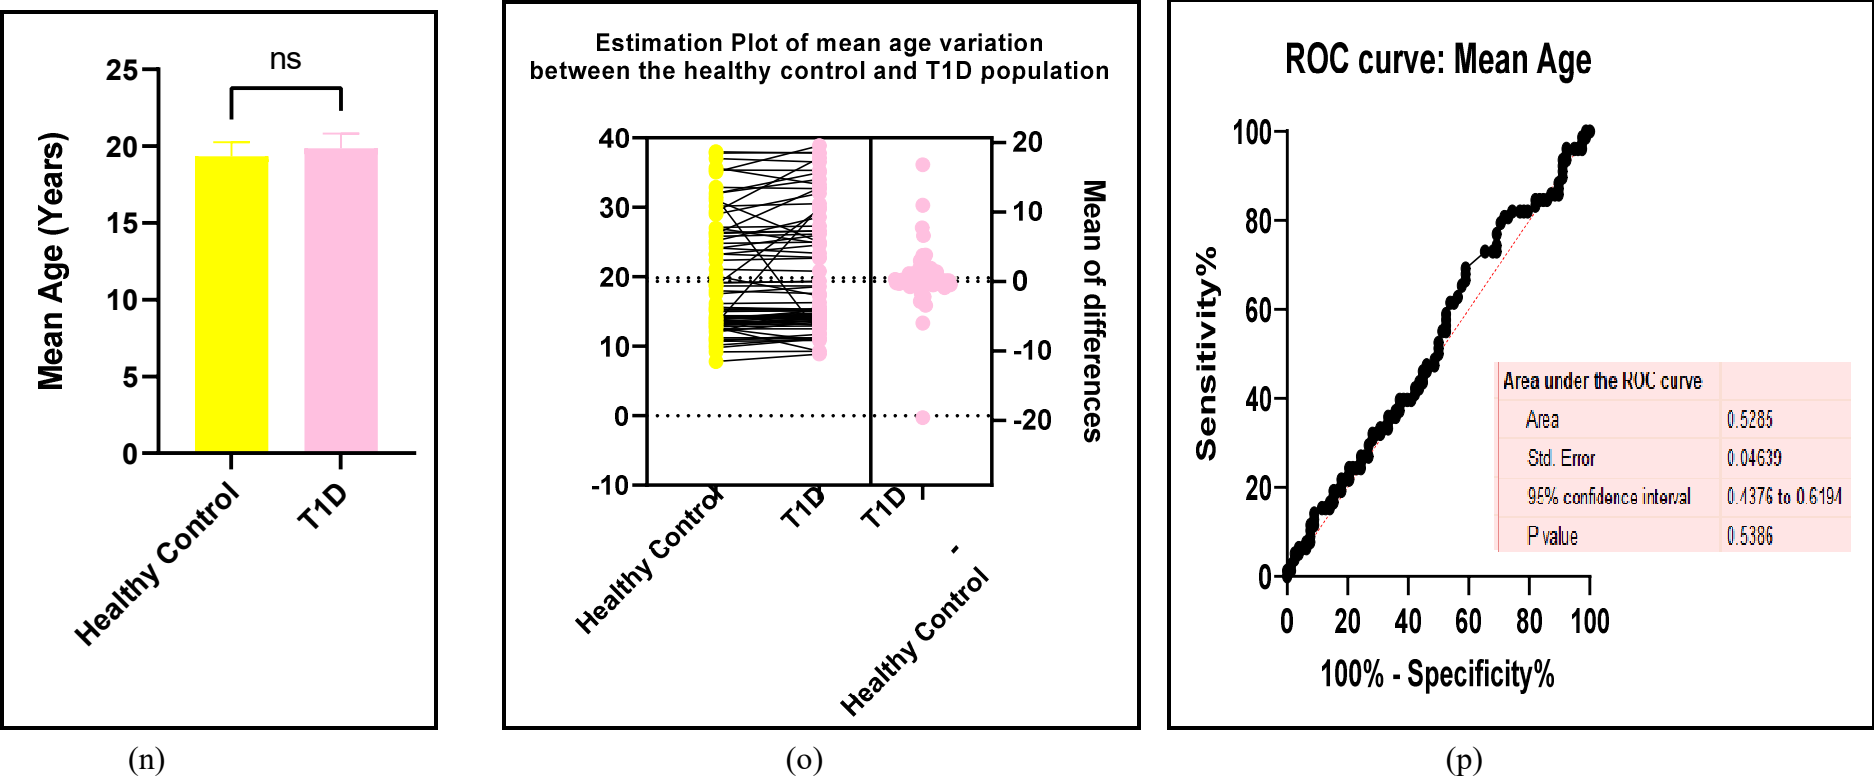 ns
25
20
15
10
5
0
Mean Age (Years)
Healthy Control
T1D
(n)
Estimation Plot of mean age variation
between the healthy control and T1D population
40
30
20
10
0
-10
20
10
0
-10
-20
Mean of differences
Healthy Control
T1D
T1D
-
Healthy Control
(o)
ROC curve: Mean Age
100
80
60
40
20
0
Sensitivity%
0 20 40 60 80 100
100% - Specificity%
Area under the ROC curve
Area 0.5285
Std. Error 0.04639
95% confidence interval 0.4376 to 0.6194
P value 0.5386
(p)